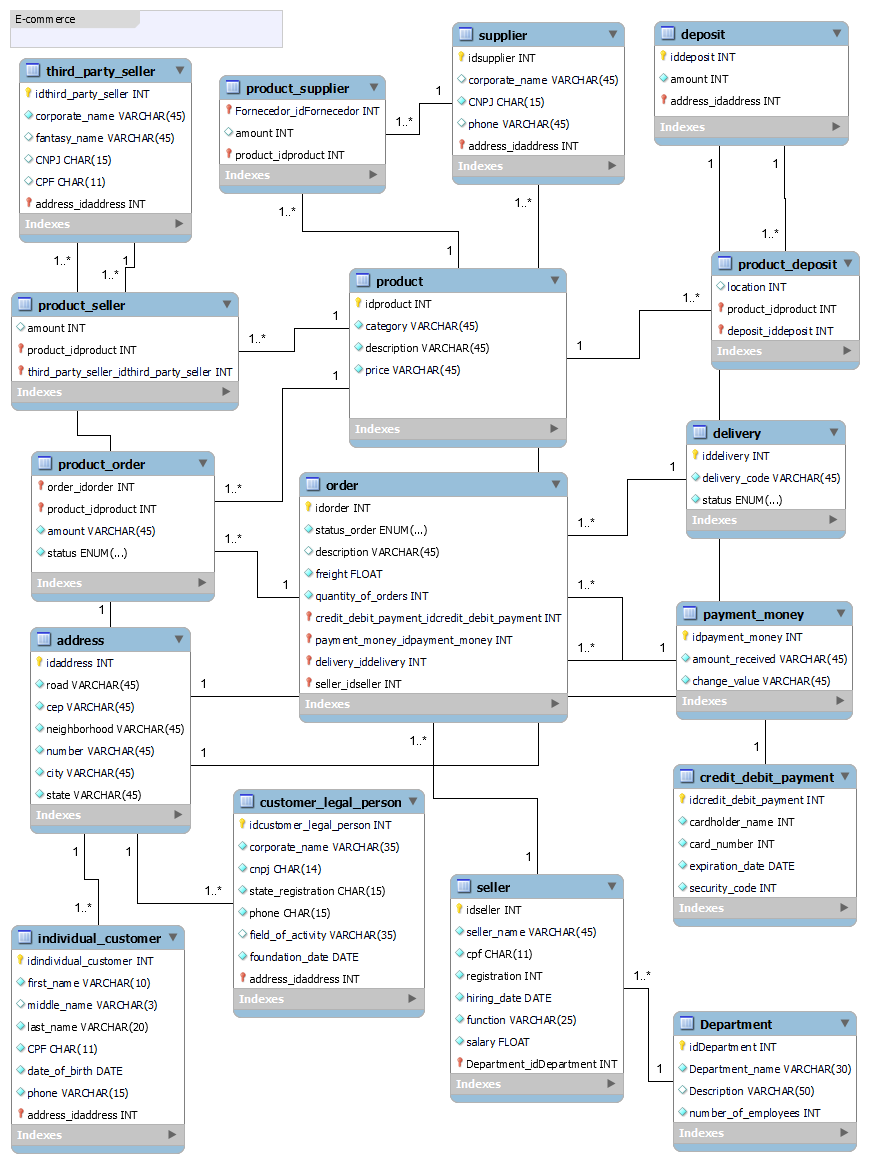 E-commerce
third_party_seller
idthird_party_seller INT
corporate_name VARCHAR(45)
fantasy_name VARCHAR(45)
CNPJ CHAR(15)
CPF CHAR(11)
address_idaddress INT
Indexes
product_supplier
Fornecedor_idFornecedor INT
amount INT
product_idproduct INT
Indexes
supplier
idsupplier INT
corporate_name VARCHAR(45)
CNPJ CHAR(15)
phone VARCHAR(45)
address_idaddress INT
Indexes
deposit
iddeposit INT
amount INT
address_idaddress INT
Indexes
1
1..*
1
1
1..*
1..*
1..*
1
1..*
1..*
1
product_seller
amount INT
product_idproduct INT
third_party_seller_idthird_party_seller INT
Indexes
product
idproduct INT
category VARCHAR(45)
description VARCHAR(45)
price VARCHAR(45)
Indexes
product_deposit
location INT
product_idproduct INT
deposit_iddeposit INT
Indexes
1
1..*
1..*
1
1
product_order
order_idorder INT
product_idproduct INT
amount VARCHAR(45)
status ENUM(...)
Indexes
order
idorder INT
status_order ENUM(...)
description VARCHAR(45)
freight FLOAT
quantity_of_orders INT
credit_debit_payment_idcredit_debit_payment INT
payment_money_idpayment_money INT
delivery_iddelivery INT
seller_idseller INT
Indexes
delivery
iddelivery INT
delivery_code VARCHAR(45)
status ENUM(...)
Indexes
1..*
1..*
1
1
1..*
1..*
1..*
1
1
address
idaddress INT
road VARCHAR(45)
cep VARCHAR(45)
neighborhood VARCHAR(45)
number VARCHAR(45)
city VARCHAR(45)
state VARCHAR(45)
Indexes
payment_money
idpayment_money INT
amount_received VARCHAR(45)
change_value VARCHAR(45)
Indexes
1
1
1..*
1
credit_debit_payment
idcredit_debit_payment INT
cardholder_name INT
card_number INT
expiration_date DATE
security_code INT
Indexes
customer_legal_person
idcustomer_legal_person INT
corporate_name VARCHAR(35)
cnpj CHAR(14)
state_registration CHAR(15)
phone CHAR(15)
field_of_activity VARCHAR(35)
foundation_date DATE
address_idaddress INT
Indexes
1
1
1..*
1..*
1
seller
idseller INT
seller_name VARCHAR(45)
cpf CHAR(11)
registration INT
hiring_date DATE
function VARCHAR(25)
salary FLOAT
Department_idDepartment INT
Indexes
individual_customer
idindividual_customer INT
first_name VARCHAR(10)
middle_name VARCHAR(3)
last_name VARCHAR(20)
CPF CHAR(11)
date_of_birth DATE
phone VARCHAR(15)
address_idaddress INT
Indexes
1..*
1
Department
idDepartment INT
Department_name VARCHAR(30)
Description VARCHAR(50)
number_of_employees INT
Indexes